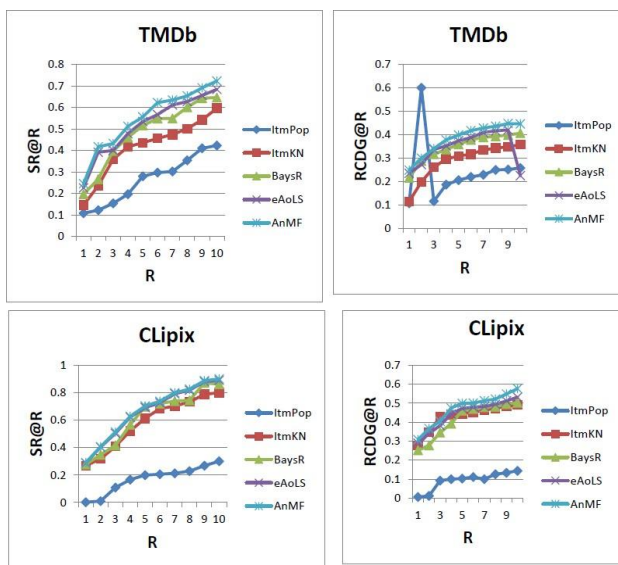 TMDb
0.8
0.7
0.6
0.5
0.4
0.3
0.2
0.1
0
SR@R
1 2 3 4 5 6 7 8 9 10
R
ItmPop
ItmKN
BaysR
eAoLS
AnMF
TMDb
0.7
0.6
0.5
0.4
0.3
0.2
0.1
0
RCDG@R
1 3 5 7 9
R
ItmPop
ItmKN
BaysR
eAoLS
AnMF
CLipix
1
0.8
0.6
0.4
0.2
0
SR@R
1 2 3 4 5 6 7 8 9 10
R
ItmPop
ItmKN
BaysR
eAoLS
AnMF
CLipix
0.7
0.6
0.5
0.4
0.3
0.2
0.1
0
RCDG@R
1 3 5 7 9
R
ItmPop
ItmKN
BaysR
eAoLS
AnMF